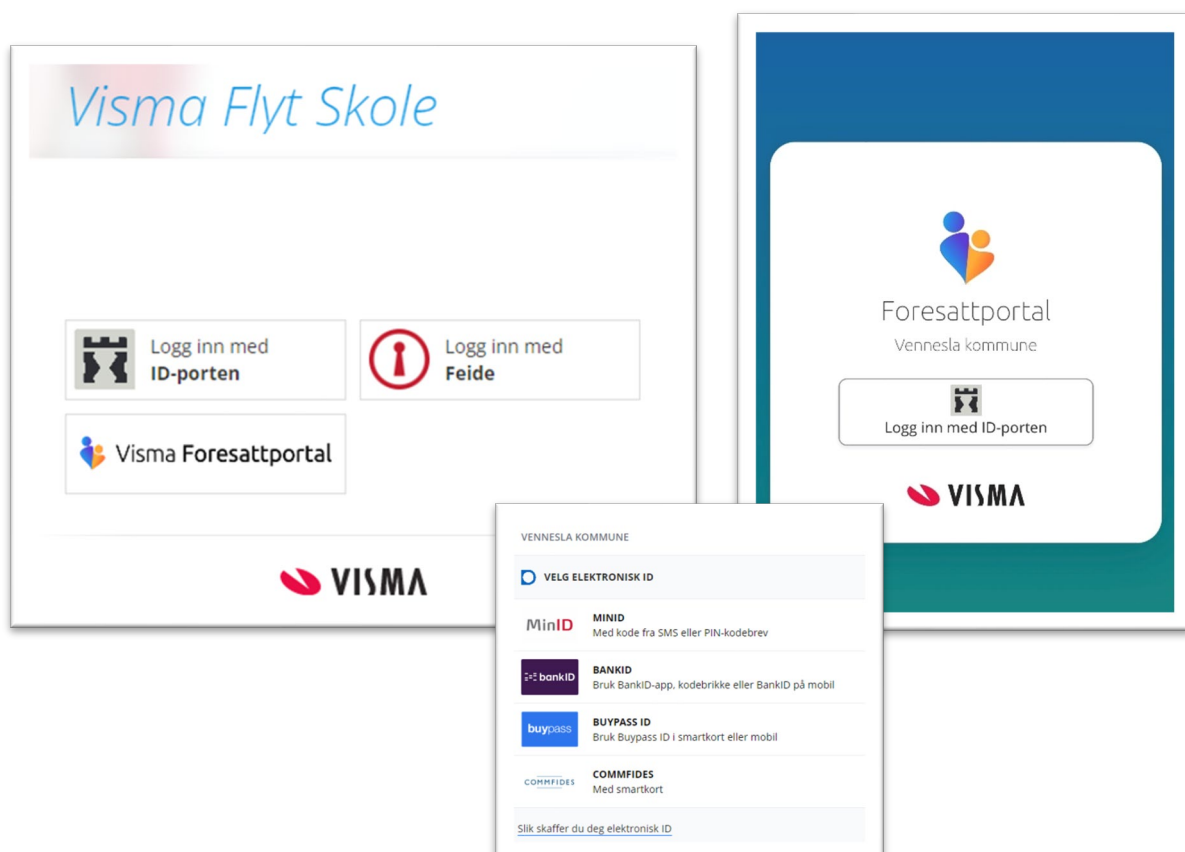 Visma Flyt Skole
Logg inn med
ID-porten
Logg inn med
Feide
Visma Foresattportal
VISMA
Foresattportal
Vennesla kommune
Logg inn med ID-porten
VISMA
VENNESLA KOMMUNE
VELG ELEKTRONISK ID
MinID
MINID
Med kode fra SMS eller PIN-kodebrev
bankID
BANKID
Bruk BankID-app, kodebrikke eller BankID på mobil
buypass
BUYPASS ID
Bruk Buypass ID i smartkort eller mobil
COMMFIDES
COMMFIDES
Med smartkort
Slik skaffer du deg elektronisk ID